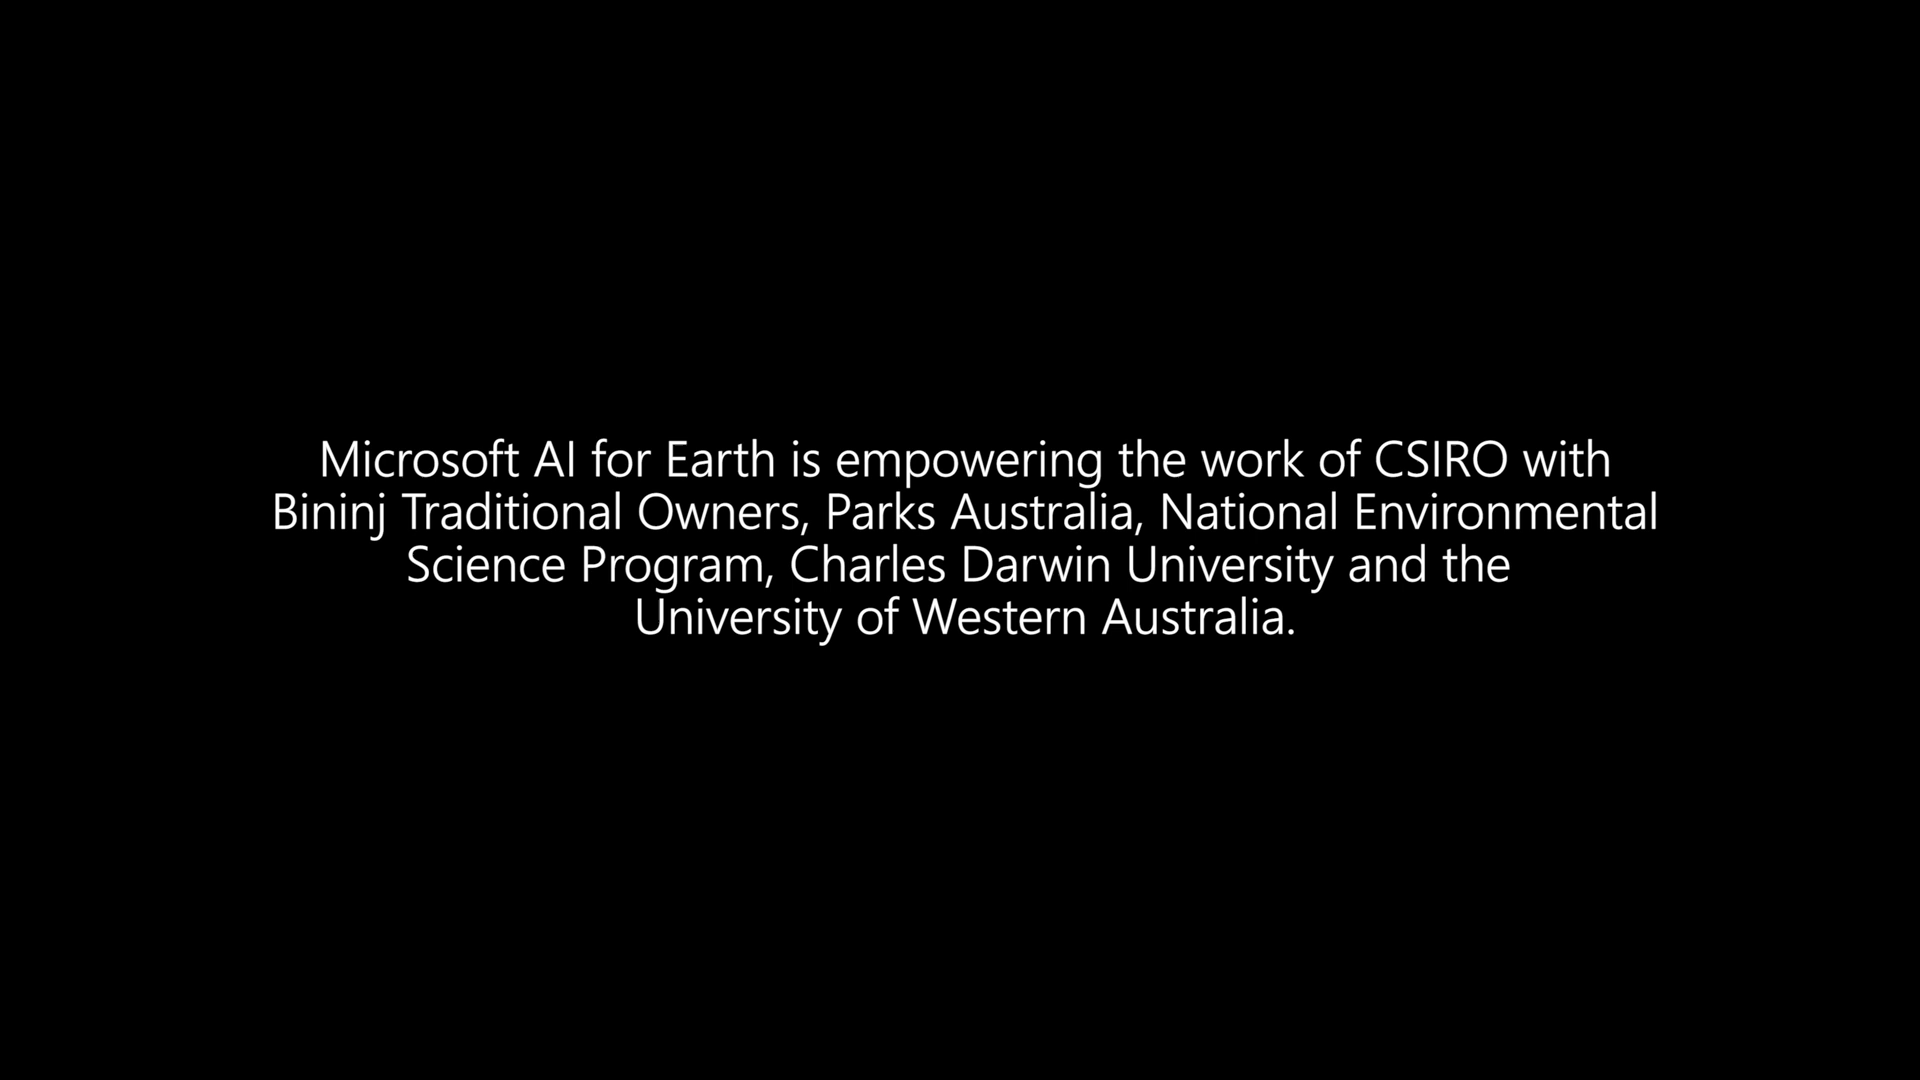 Microsoft AI for Earth is empowering the work of CSIRO with
Bininj Traditional Owners, Parks Australia, National Environmental
Science Program, Charles Darwin University and the
University of Western Australia.